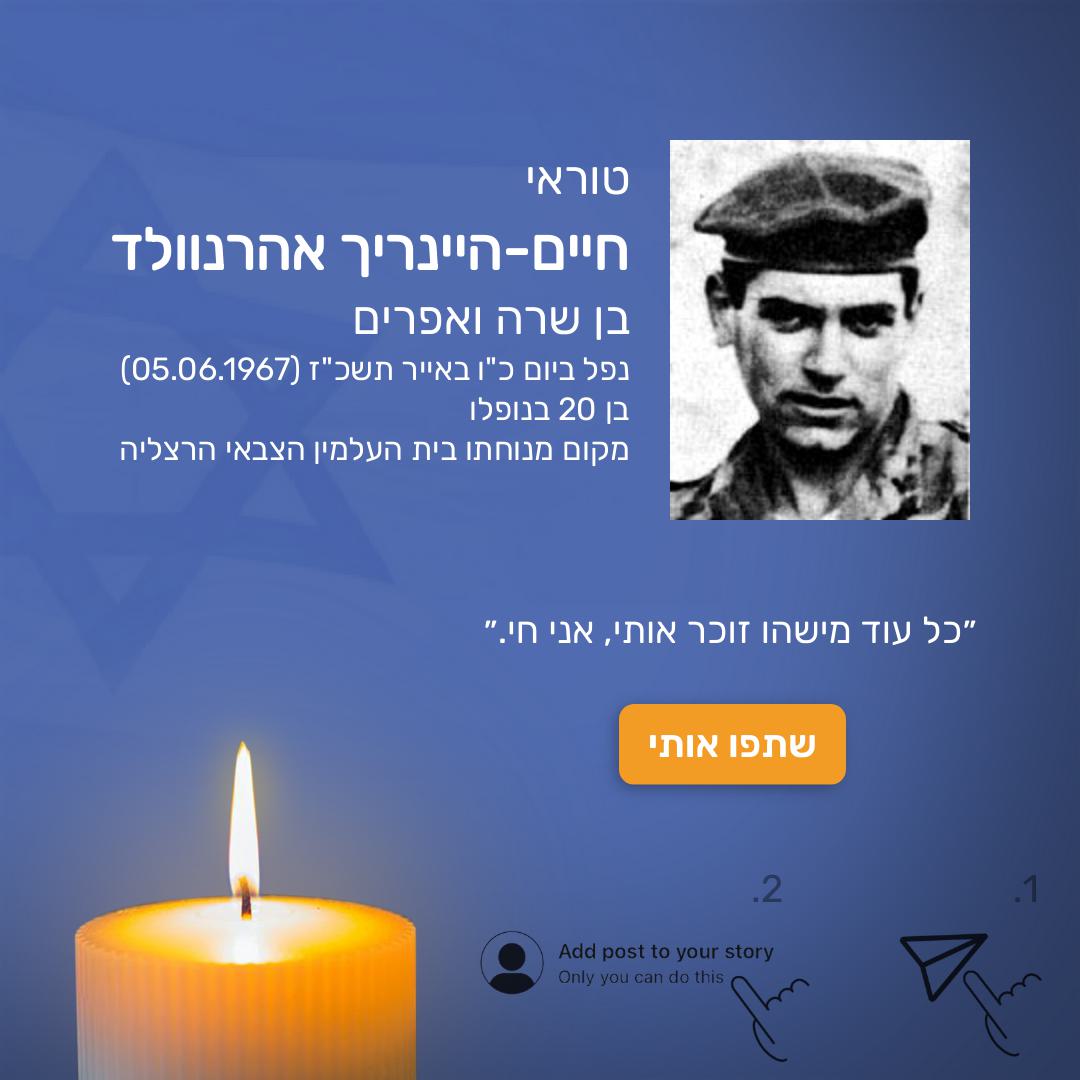 טוראי
חיים-היינריך אהרנוולד
בן שרה ואפרים
נפל ביום כ"ו באייר תשכ"ז (05.06.1967)
בן 20 בנופלו
מקום מנוחתו בית העלמין הצבאי הרצליה
״כל עוד מישהו זוכר אותי, אני חי.״
שתפו אותי
1.
2.
Add post to your story
Only you can do this